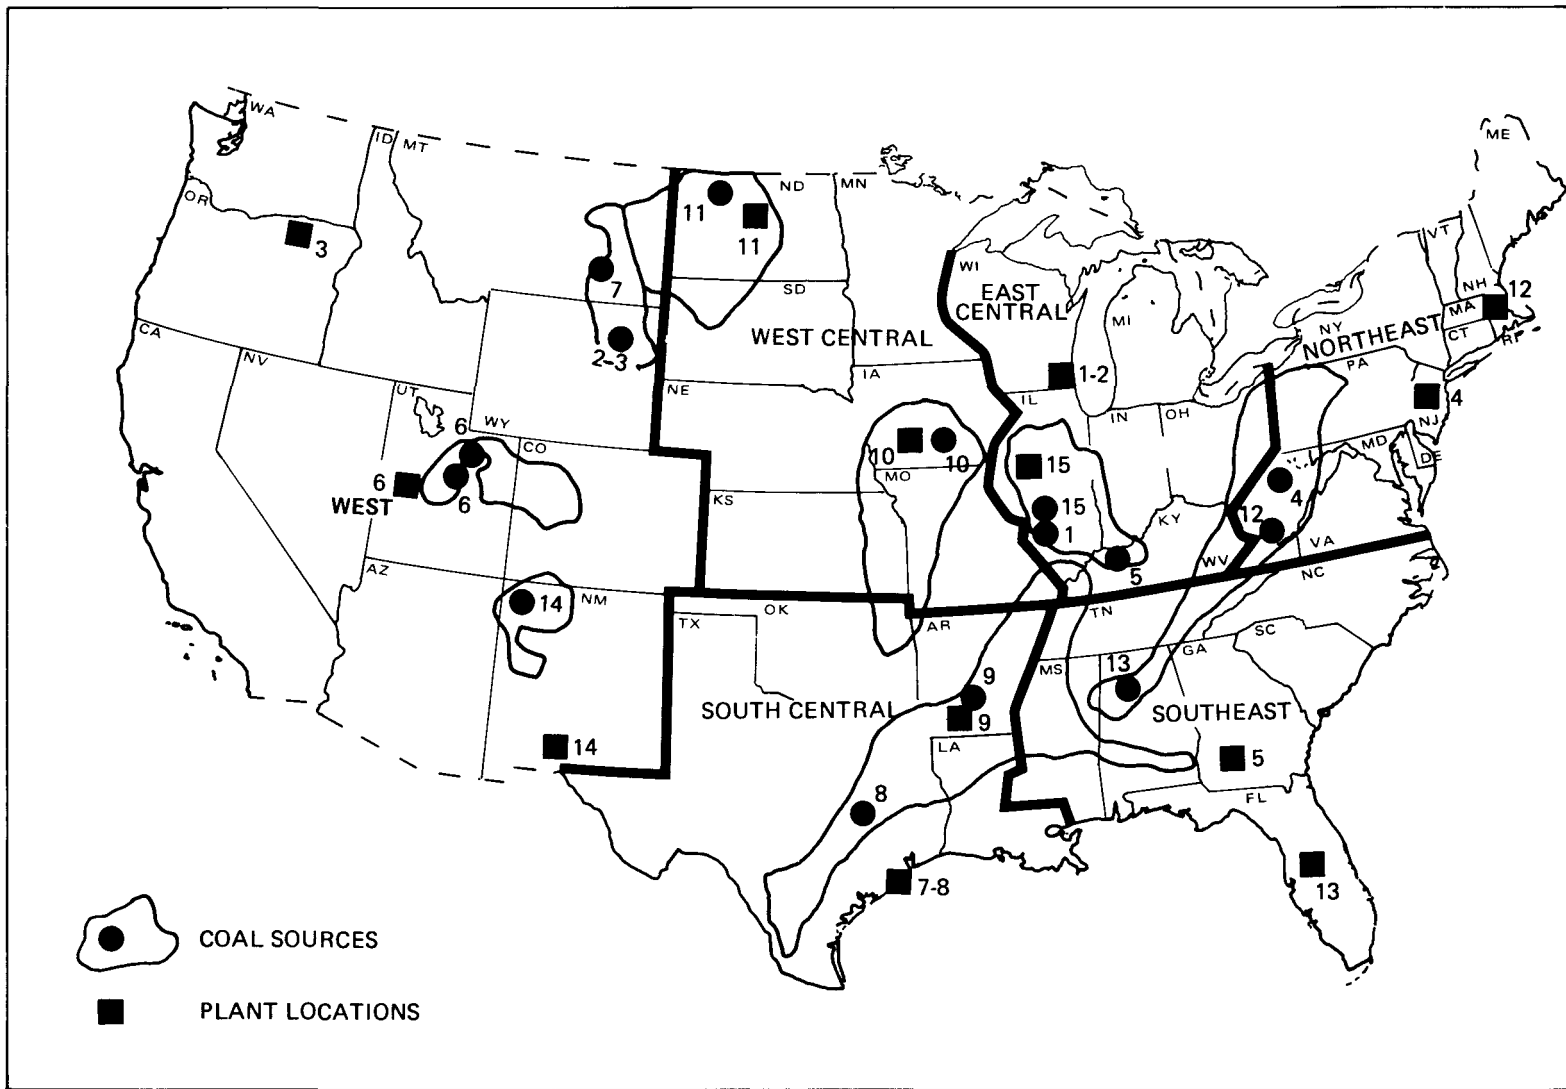 WA
ID
MT
ME
OR
ND
MN
11
11
3
VT
7
WI
SD
EAST
CENTRAL
NH
12
MA
CA
NV
WEST CENTRAL
MI
NY
NORTHEAST
CT
RI
2-3
PA
UT
NE
IA
1-2
IL
4
6
WY
CO
IN
OH
NJ
MD
DE
10
10
MO
15
6
6
WEST
KS
15
4
12
1
KY
VA
5
WV
NC
AZ
14
NM
OK
TX
AR
TN
SC
MS
GA
13
9
SOUTH CENTRAL
SOUTHEAST
9
14
LA
5
8
FL
7-8
13
COAL SOURCES
PLANT LOCATIONS